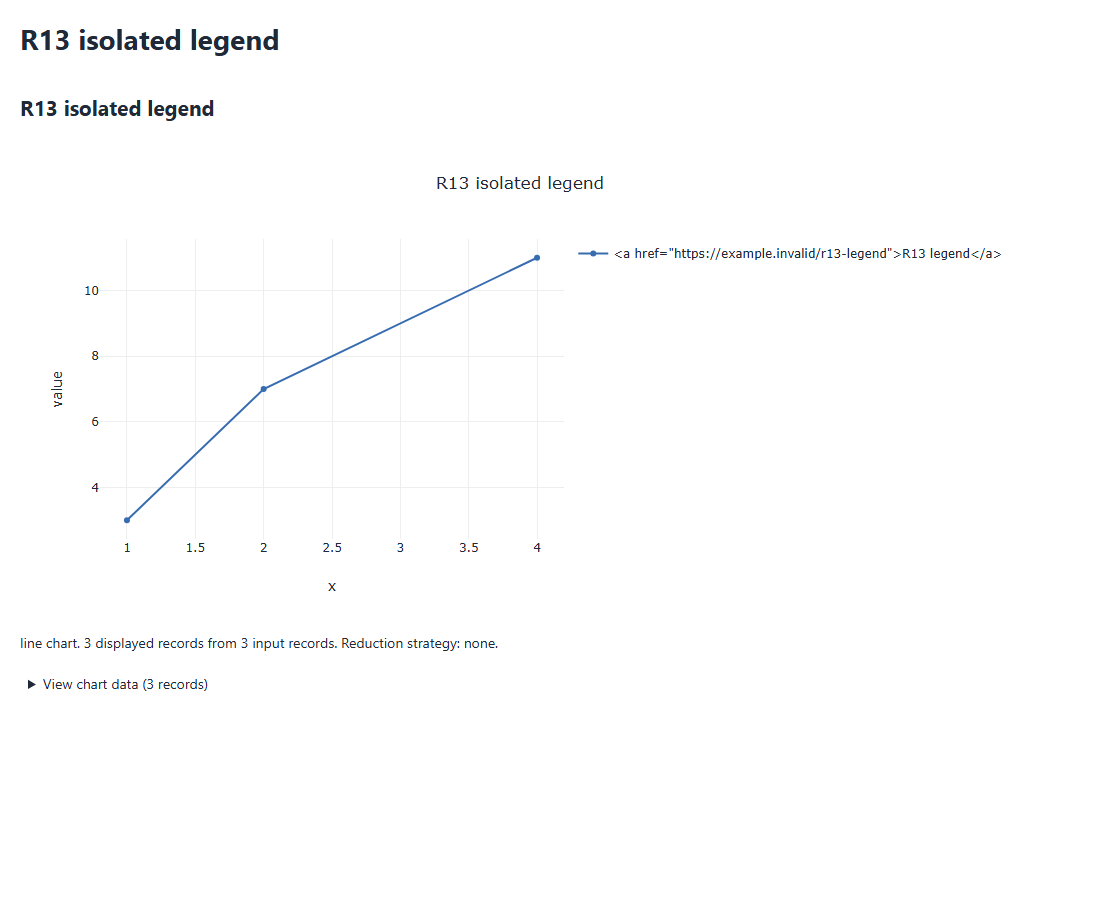 R13 isolated legend
R13 isolated legend
R13 isolated legend
<a href="https://example.invalid/r13-legend">R13 legend</a>
10
8
6
4
value
1 1.5 2 2.5 3 3.5 4
x
line chart. 3 displayed records from 3 input records. Reduction strategy: none.
▶ View chart data (3 records)